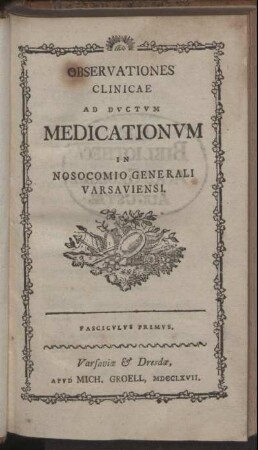 OBSERVATIONES
CLINICAE
AD DVCTVM
MEDICATIONVM
IN
NOSOCOMIO GENERALI
VARSAVIENSI.
FASCICVLVS PRIMVS.
Varsaviæ & Dresdæ,
APVD MICH. GROELL, MDCCLXVII.